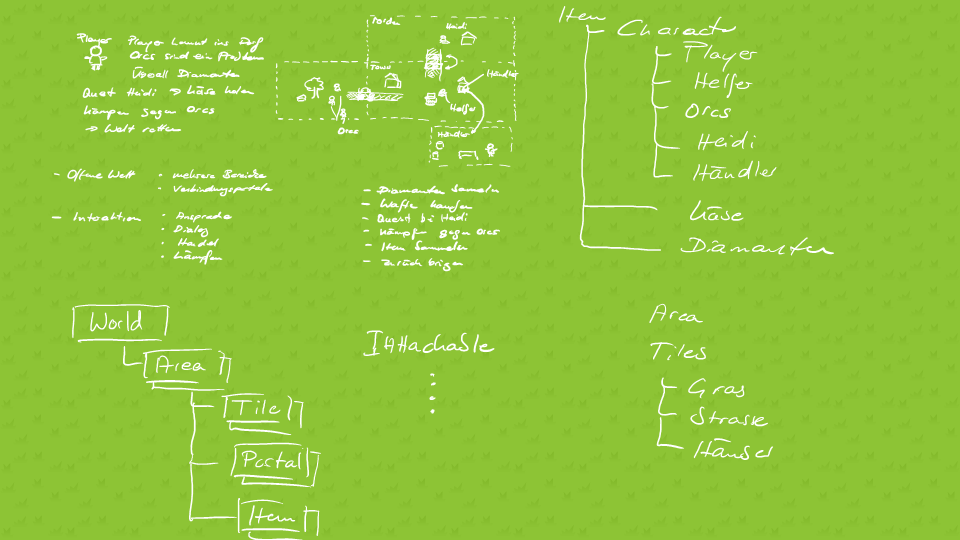 Player
Player kommt ins Dorf
Orcs sind ein Problem
Überall Diamanten
Quest Heidi → Käse holen
Kämpfen gegen Orcs
→ Welt retten
Norden
Heidi
Town
Händler
Helfer
Orcs
Händler
Item
Character
Player
Helfer
Orcs
Heidi
Händler
Käse
Diamanten
- Offene Welt
• mehrere Bereiche
• Verbindungsportale
- Interaktion
• Ansprache
• Dialog
• Handel
• kämpfen
- Diamanten sammeln
- Waffe kaufen
- Quest bei Heidi
- Kämpfen gegen Orcs
- Item sammeln
- zurück bringen
World
Area
Tile
Portal
Item
IAttachable
Area
Tiles
Gras
Strasse
Häuser